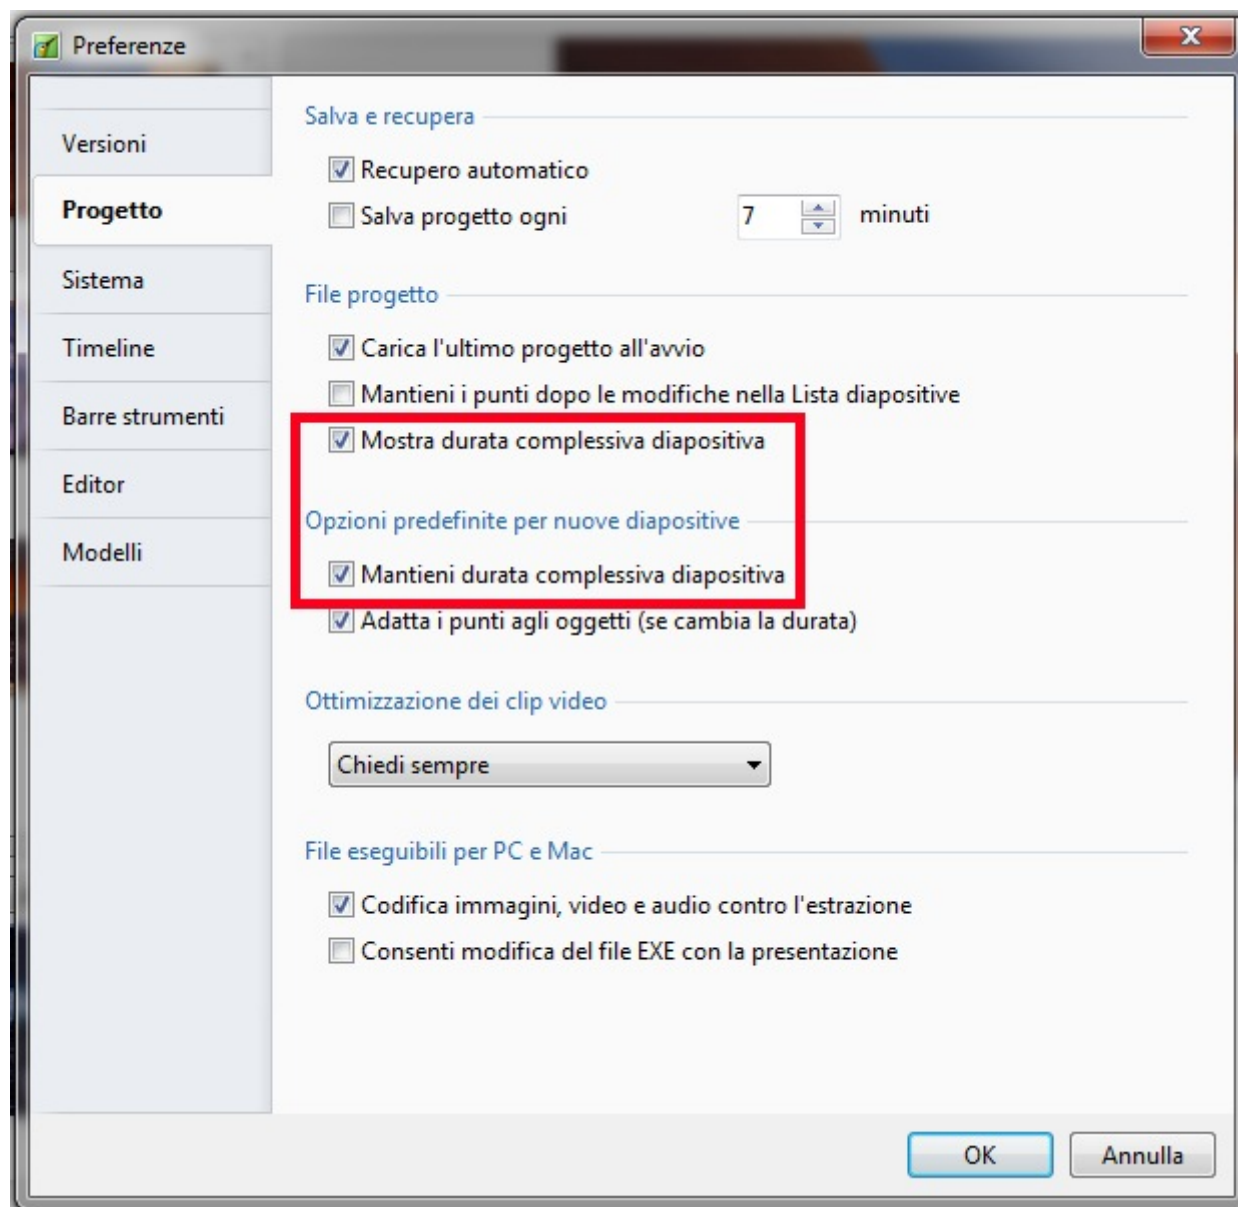 Preferenze
Versioni
Progetto
Sistema
Timeline
Barre strumenti
Editor
Modelli
Salva e recupera
Recupero automatico
Salva progetto ogni 7 minuti
File progetto
Carica l'ultimo progetto all'avvio
Mantieni i punti dopo le modifiche nella Lista diapositive
Mostra durata complessiva diapositiva
Opzioni predefinite per nuove diapositive
Mantieni durata complessiva diapositiva
Adatta i punti agli oggetti (se cambia la durata)
Ottimizzazione dei clip video
Chiedi sempre
File eseguibili per PC e Mac
Codifica immagini, video e audio contro l'estrazione
Consenti modifica del file EXE con la presentazione
OK Annulla